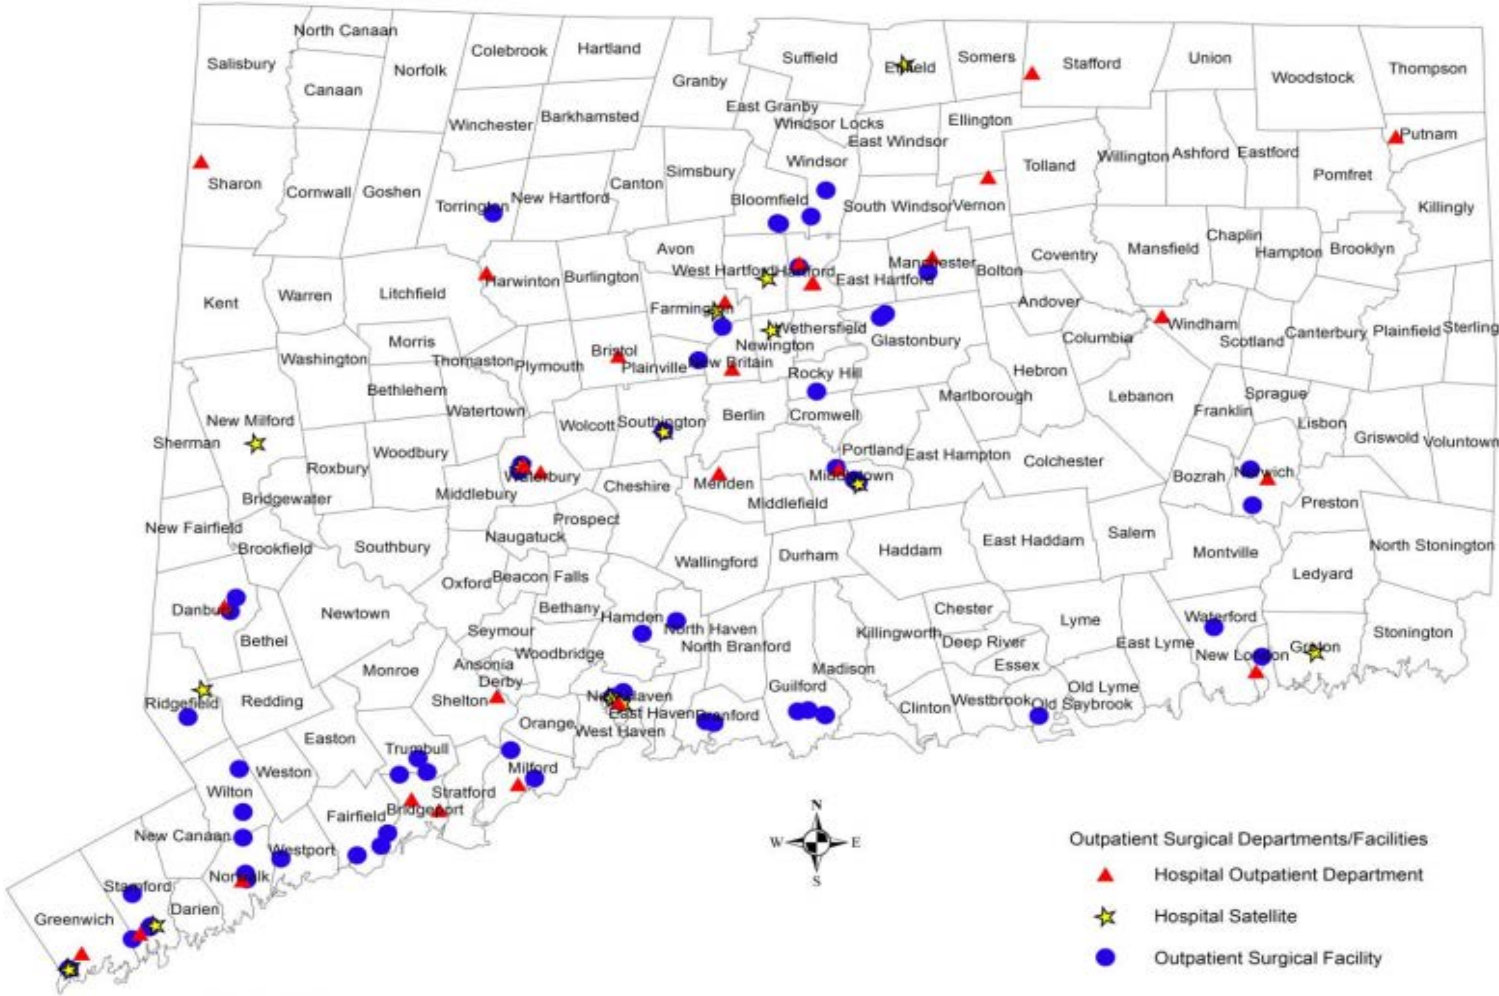 North Canaan
Salisbury
Canaan
Norfolk
Colebrook
Hartland
Granby
Suffield
Enfield
Somers
Stafford
Union
Woodstock
Thompson
East Granby
Windsor Locks
Winchester
Barkhamsted
East Windsor
Ellington
Putnam
Sharon
Cornwall
Goshen
Torrington
New Hartford
Canton
Simsbury
Bloomfield
Windsor
South Windsor
Vernon
Tolland
Willington
Ashford
Eastford
Pomfret
Killingly
Kent
Warren
Litchfield
Harwinton
Burlington
Avon
West Hartford
Hartford
East Hartford
Manchester
Bolton
Coventry
Mansfield
Chaplin
Hampton
Brooklyn
Farmington
Wethersfield
Newington
Glastonbury
Andover
Columbia
Windham
Scotland
Canterbury
Plainfield
Sterling
Washington
Morris
Bethlehem
Thomaston
Plymouth
Bristol
Plainville
New Britain
Rocky Hill
Hebron
Marlborough
Lebanon
Franklin
Sprague
Lisbon
Griswold
Voluntown
New Milford
Sherman
Roxbury
Woodbury
Watertown
Wolcott
Southington
Berlin
Cromwell
Portland
East Hampton
Colchester
Bozrah
Norwich
Preston
Bridgewater
Middlebury
Waterbury
Cheshire
Meriden
Middletown
Middlefield
New Fairfield
Brookfield
Southbury
Naugatuck
Prospect
Wallingford
Durham
Haddam
East Haddam
Salem
Montville
Ledyard
North Stonington
Danbury
Bethel
Newtown
Oxford
Beacon Falls
Bethany
Seymour
Woodbridge
Hamden
North Haven
North Branford
Killingworth
Chester
Deep River
Essex
Lyme
East Lyme
Waterford
New London
Groton
Stonington
Ridgefield
Redding
Monroe
Ansonia
Derby
Shelton
Orange
New Haven
East Haven
West Haven
Branford
Guilford
Madison
Clinton
Westbrook
Old Saybrook
Old Lyme
Easton
Trumbull
Weston
Wilton
Fairfield
Bridgeport
Stratford
Milford
New Canaan
Westport
Norwalk
Stamford
Darien
Greenwich
N
W
E
S
Outpatient Surgical Departments/Facilities
Hospital Outpatient Department
Hospital Satellite
Outpatient Surgical Facility